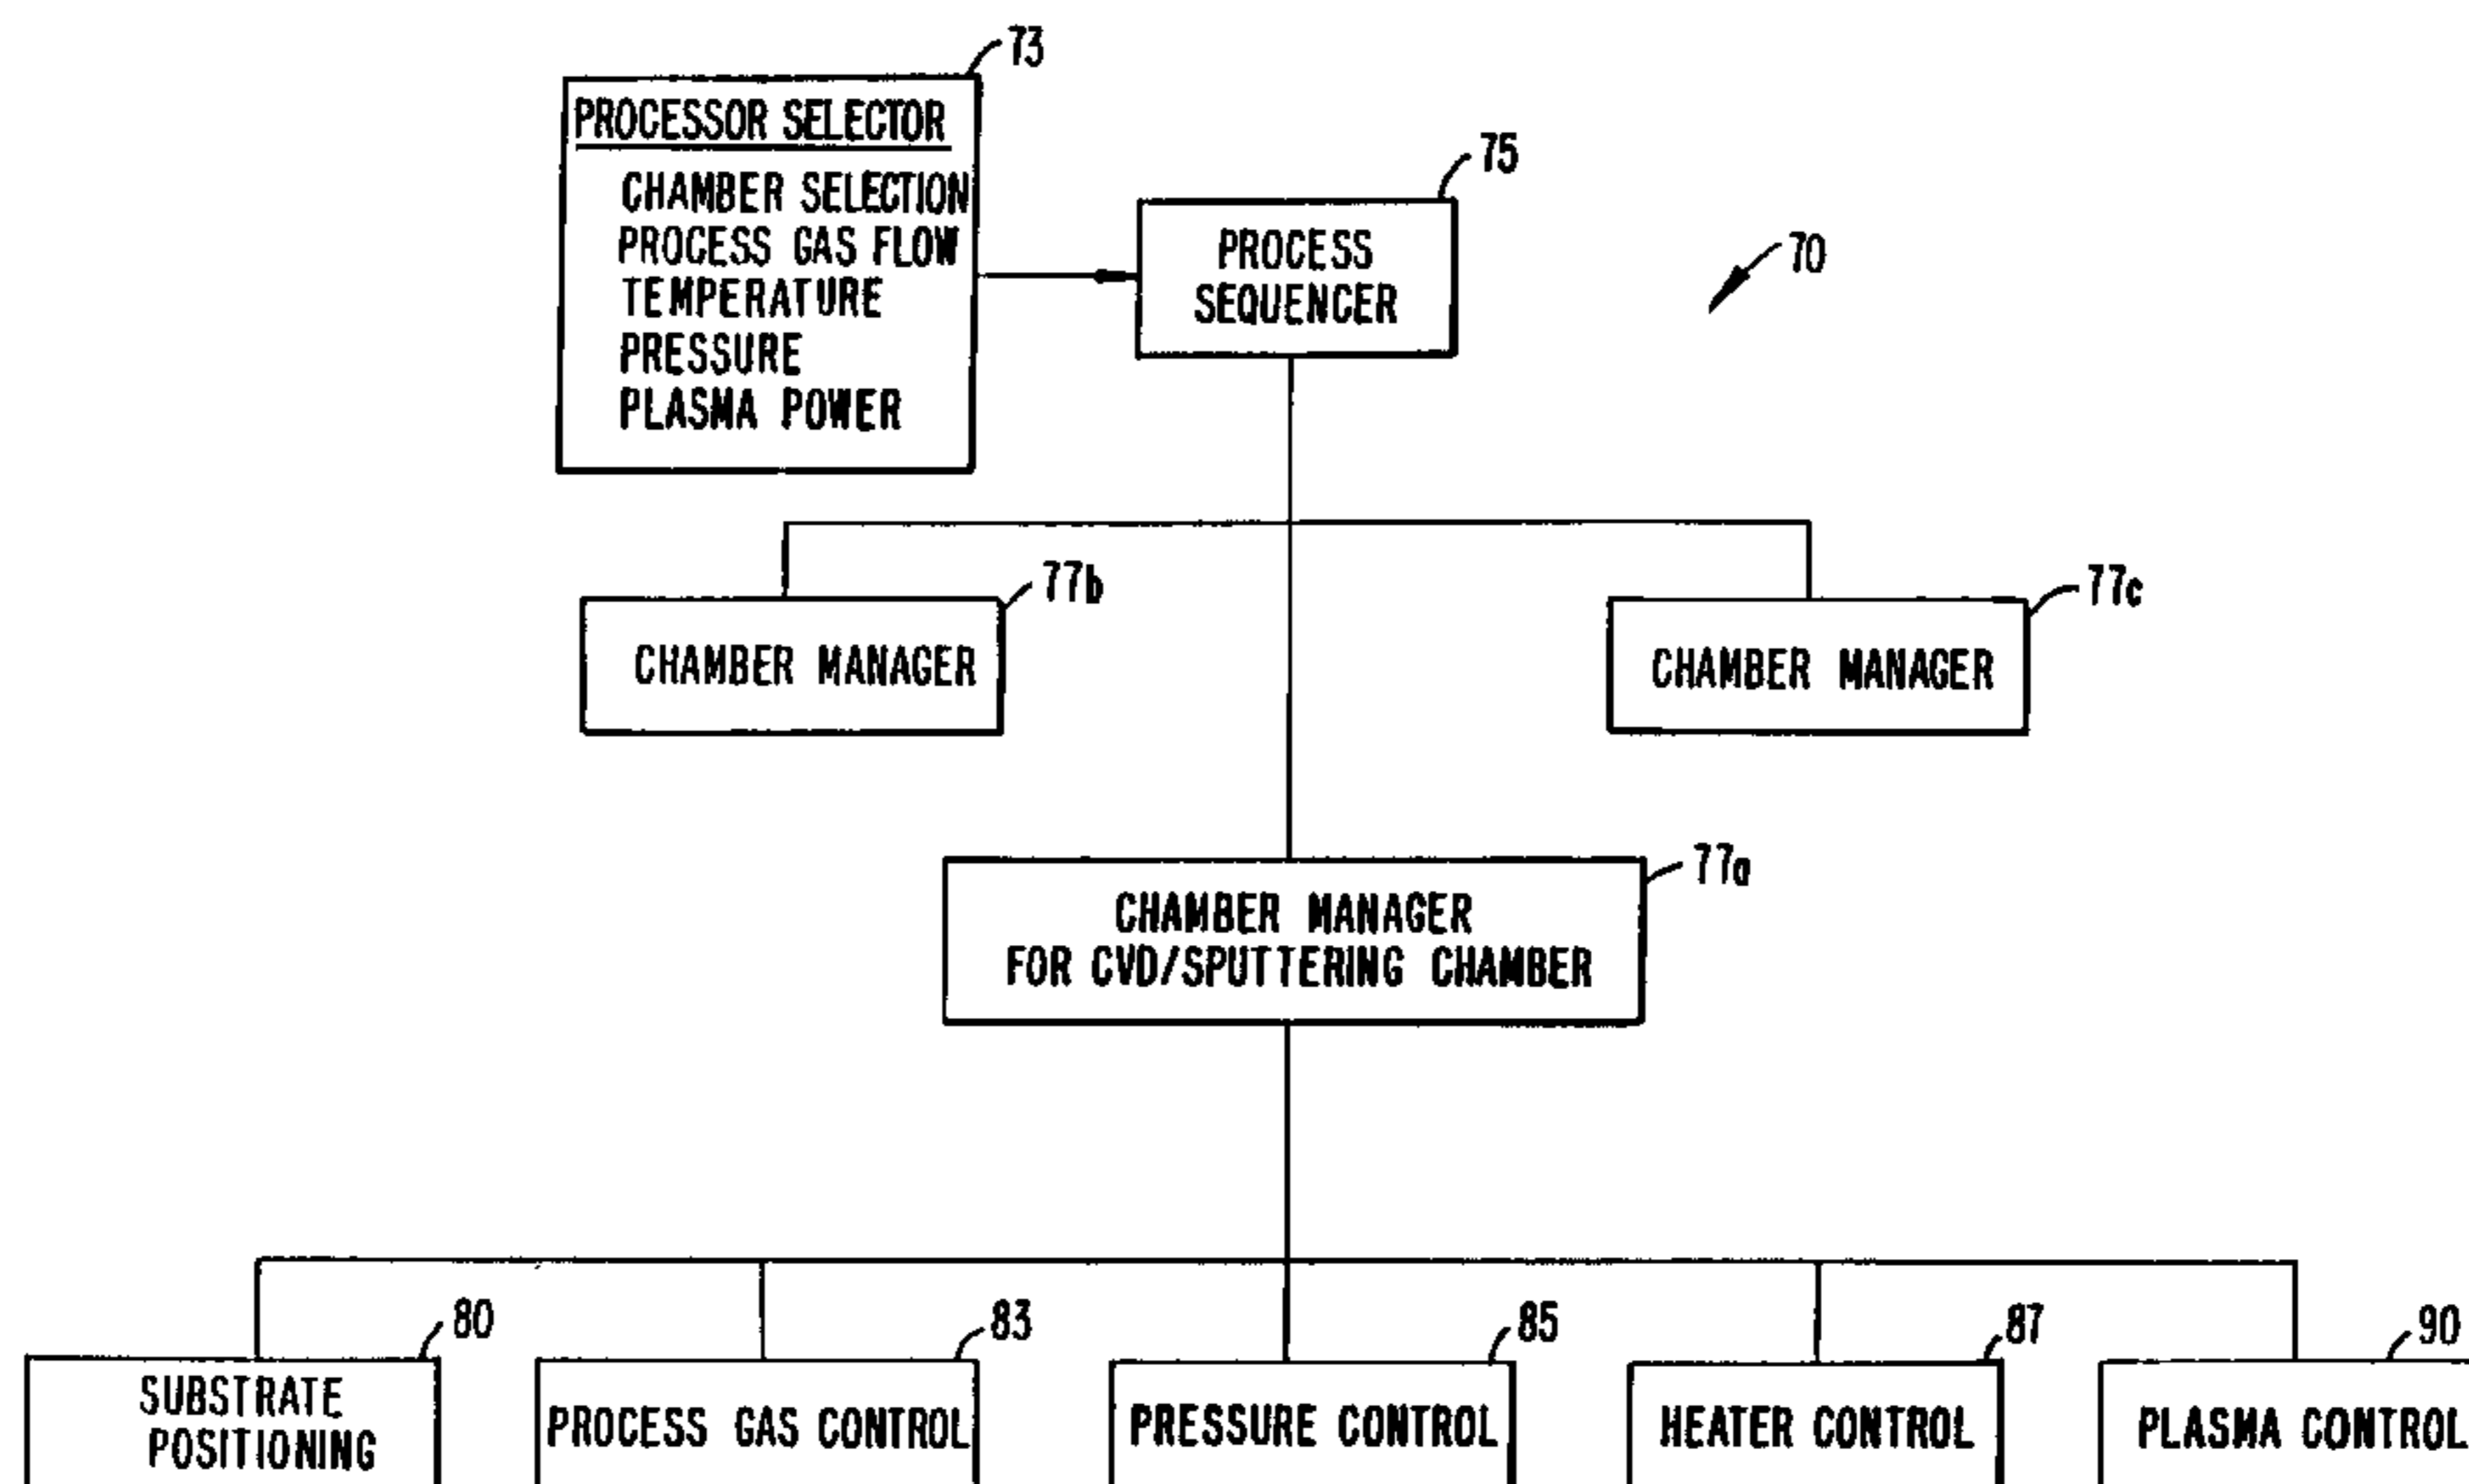 73
PROCESSOR SELECTOR
CHAMBER SELECTION
PROCESS GAS FLOW
TEMPERATURE
PRESSURE
PLASMA POWER
75
PROCESS
SEQUENCER
70
77b
CHAMBER MANAGER
77c
CHAMBER MANAGER
77a
CHAMBER MANAGER
FOR CVD/SPUTTERING CHAMBER
80
SUBSTRATE
POSITIONING
83
PROCESS GAS CONTROL
85
PRESSURE CONTROL
87
HEATER CONTROL
90
PLASMA CONTROL